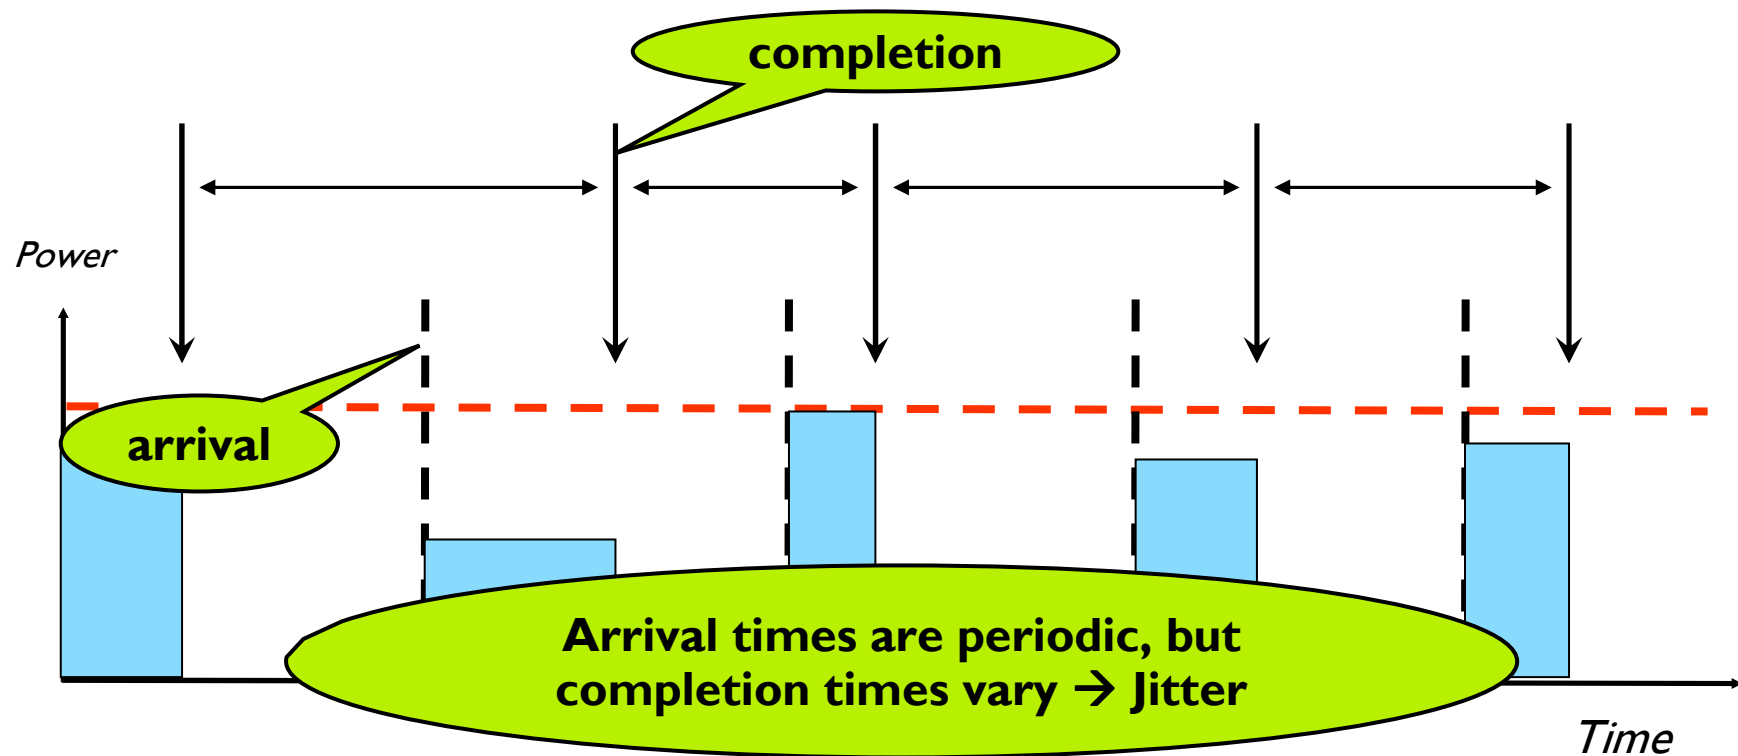 completion
Power
arrival
Arrival times are periodic, but
completion times vary → Jitter
Time